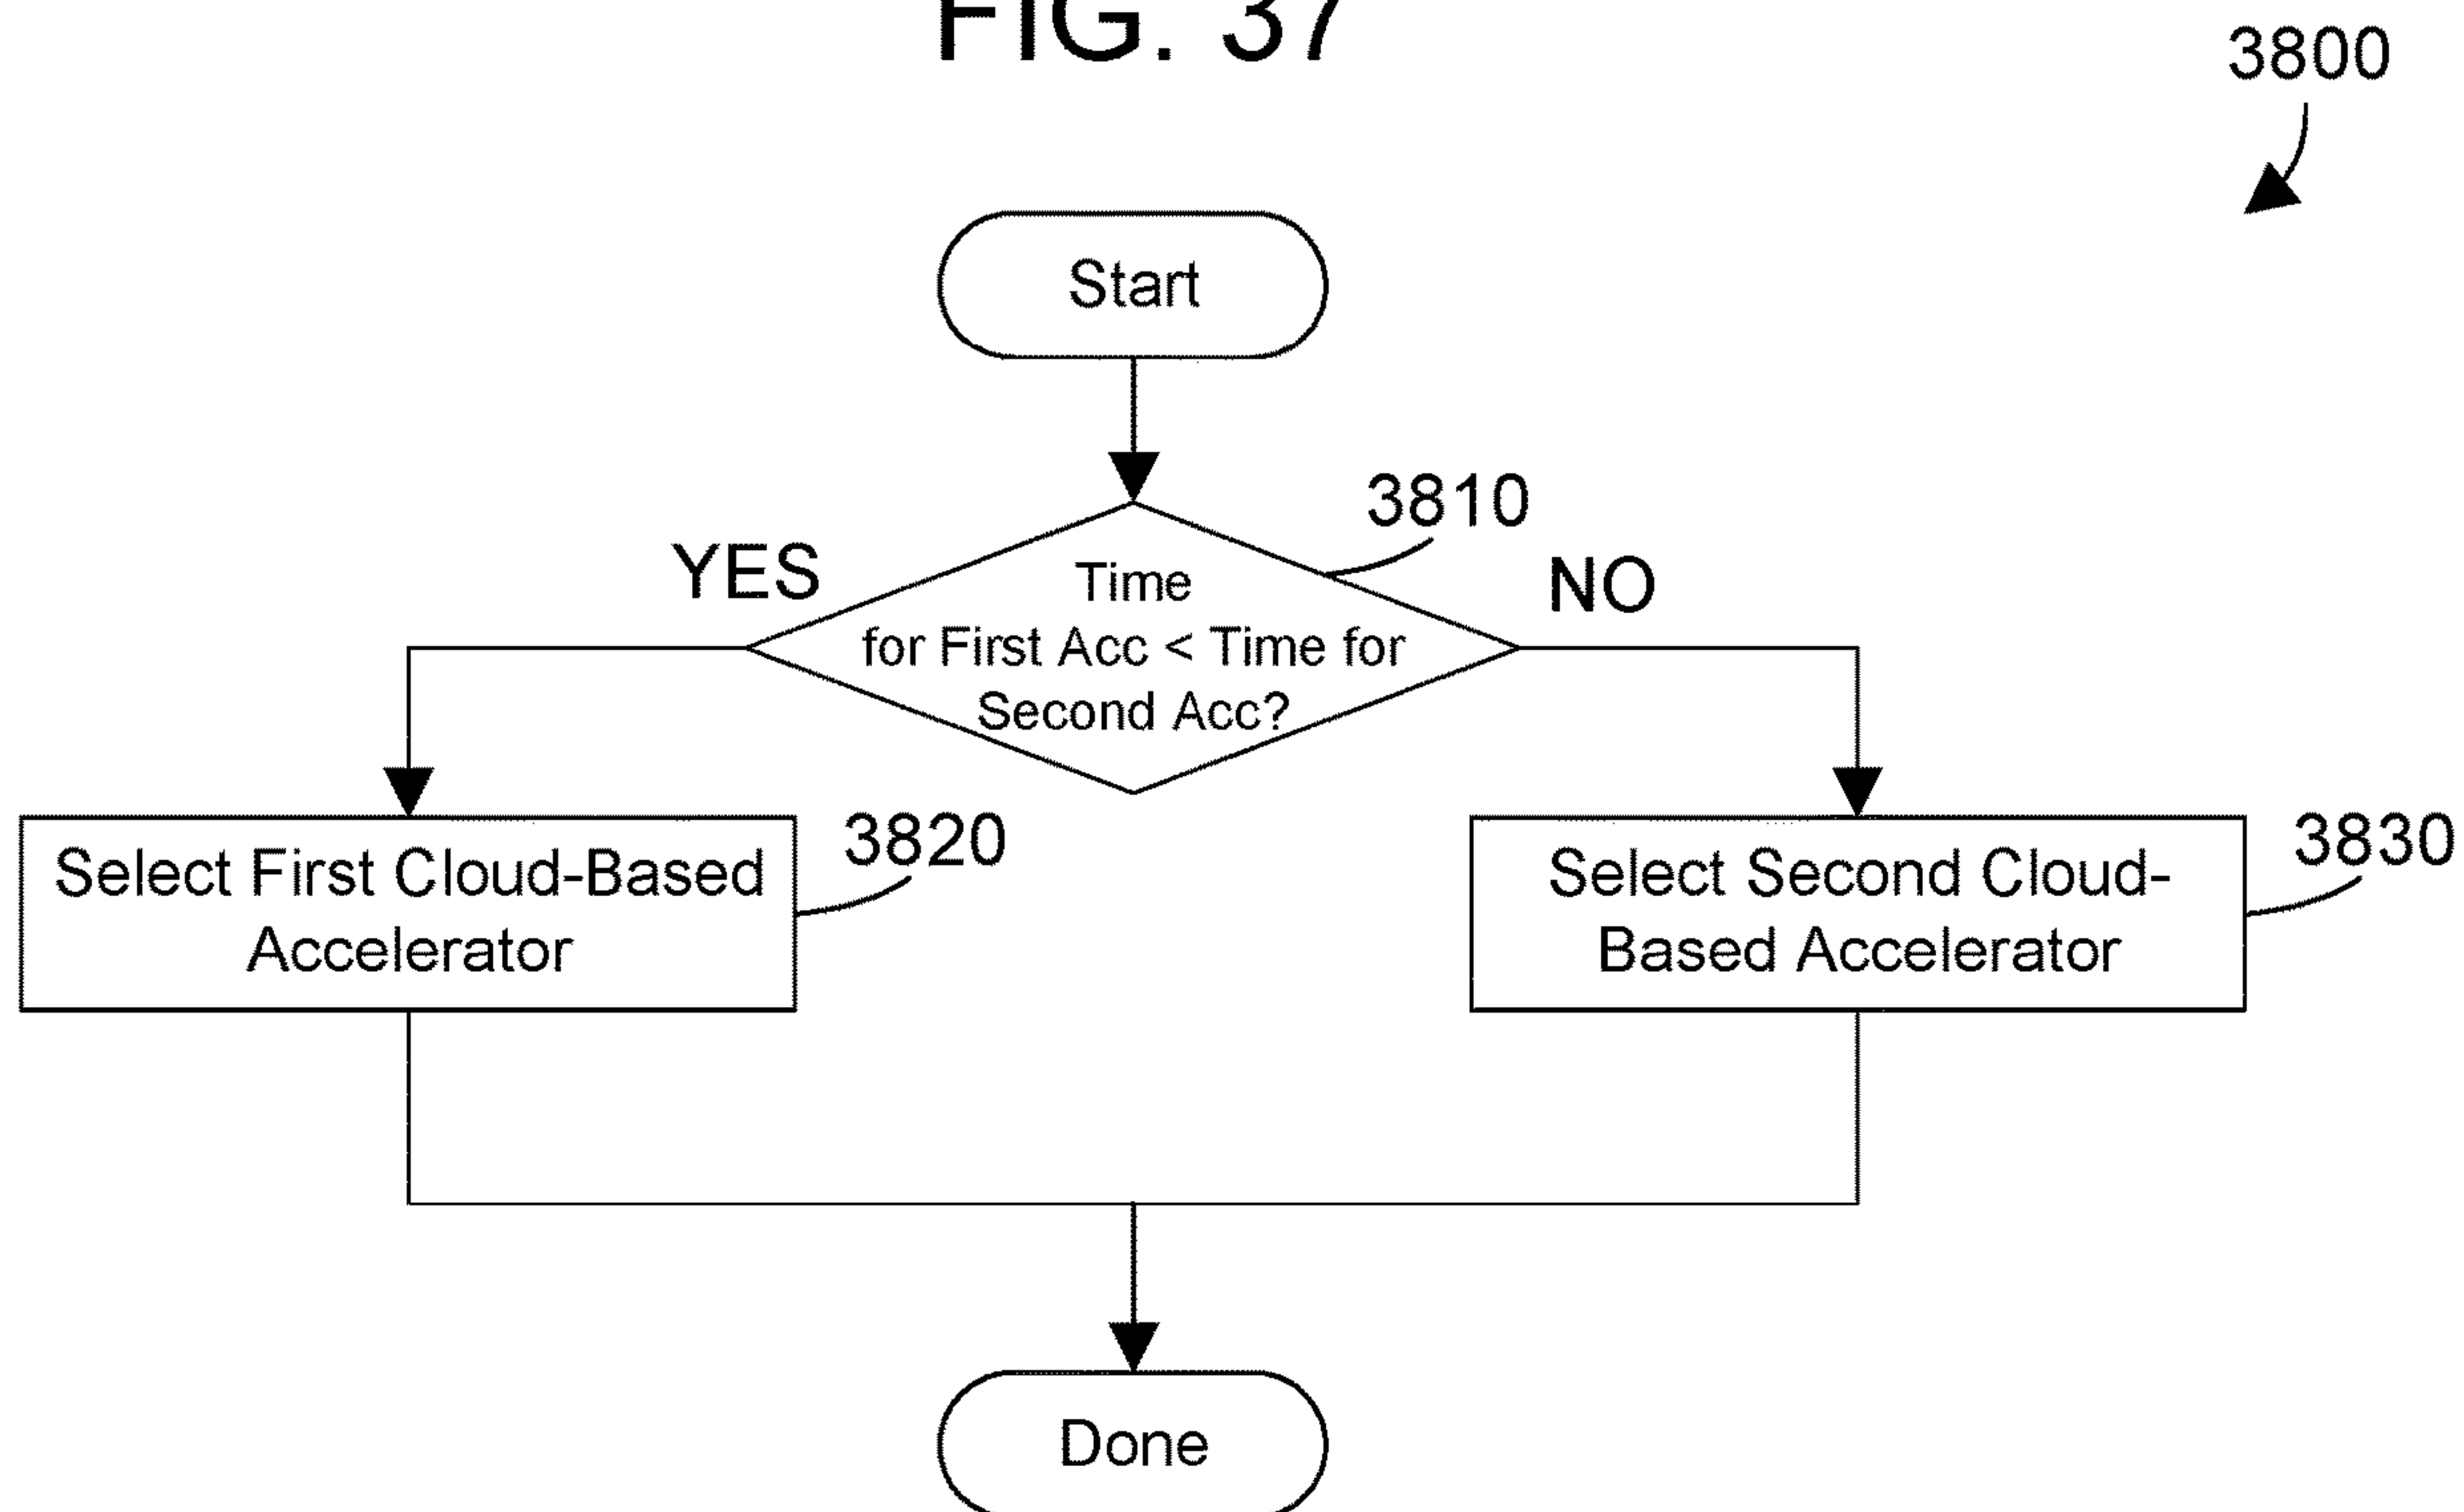 FIG. 37
3800
Start
3810
YES
NO
Time
for First Acc < Time for
Second Acc?
3820
3830
Select First Cloud-Based
Accelerator
Select Second Cloud-
Based Accelerator
Done